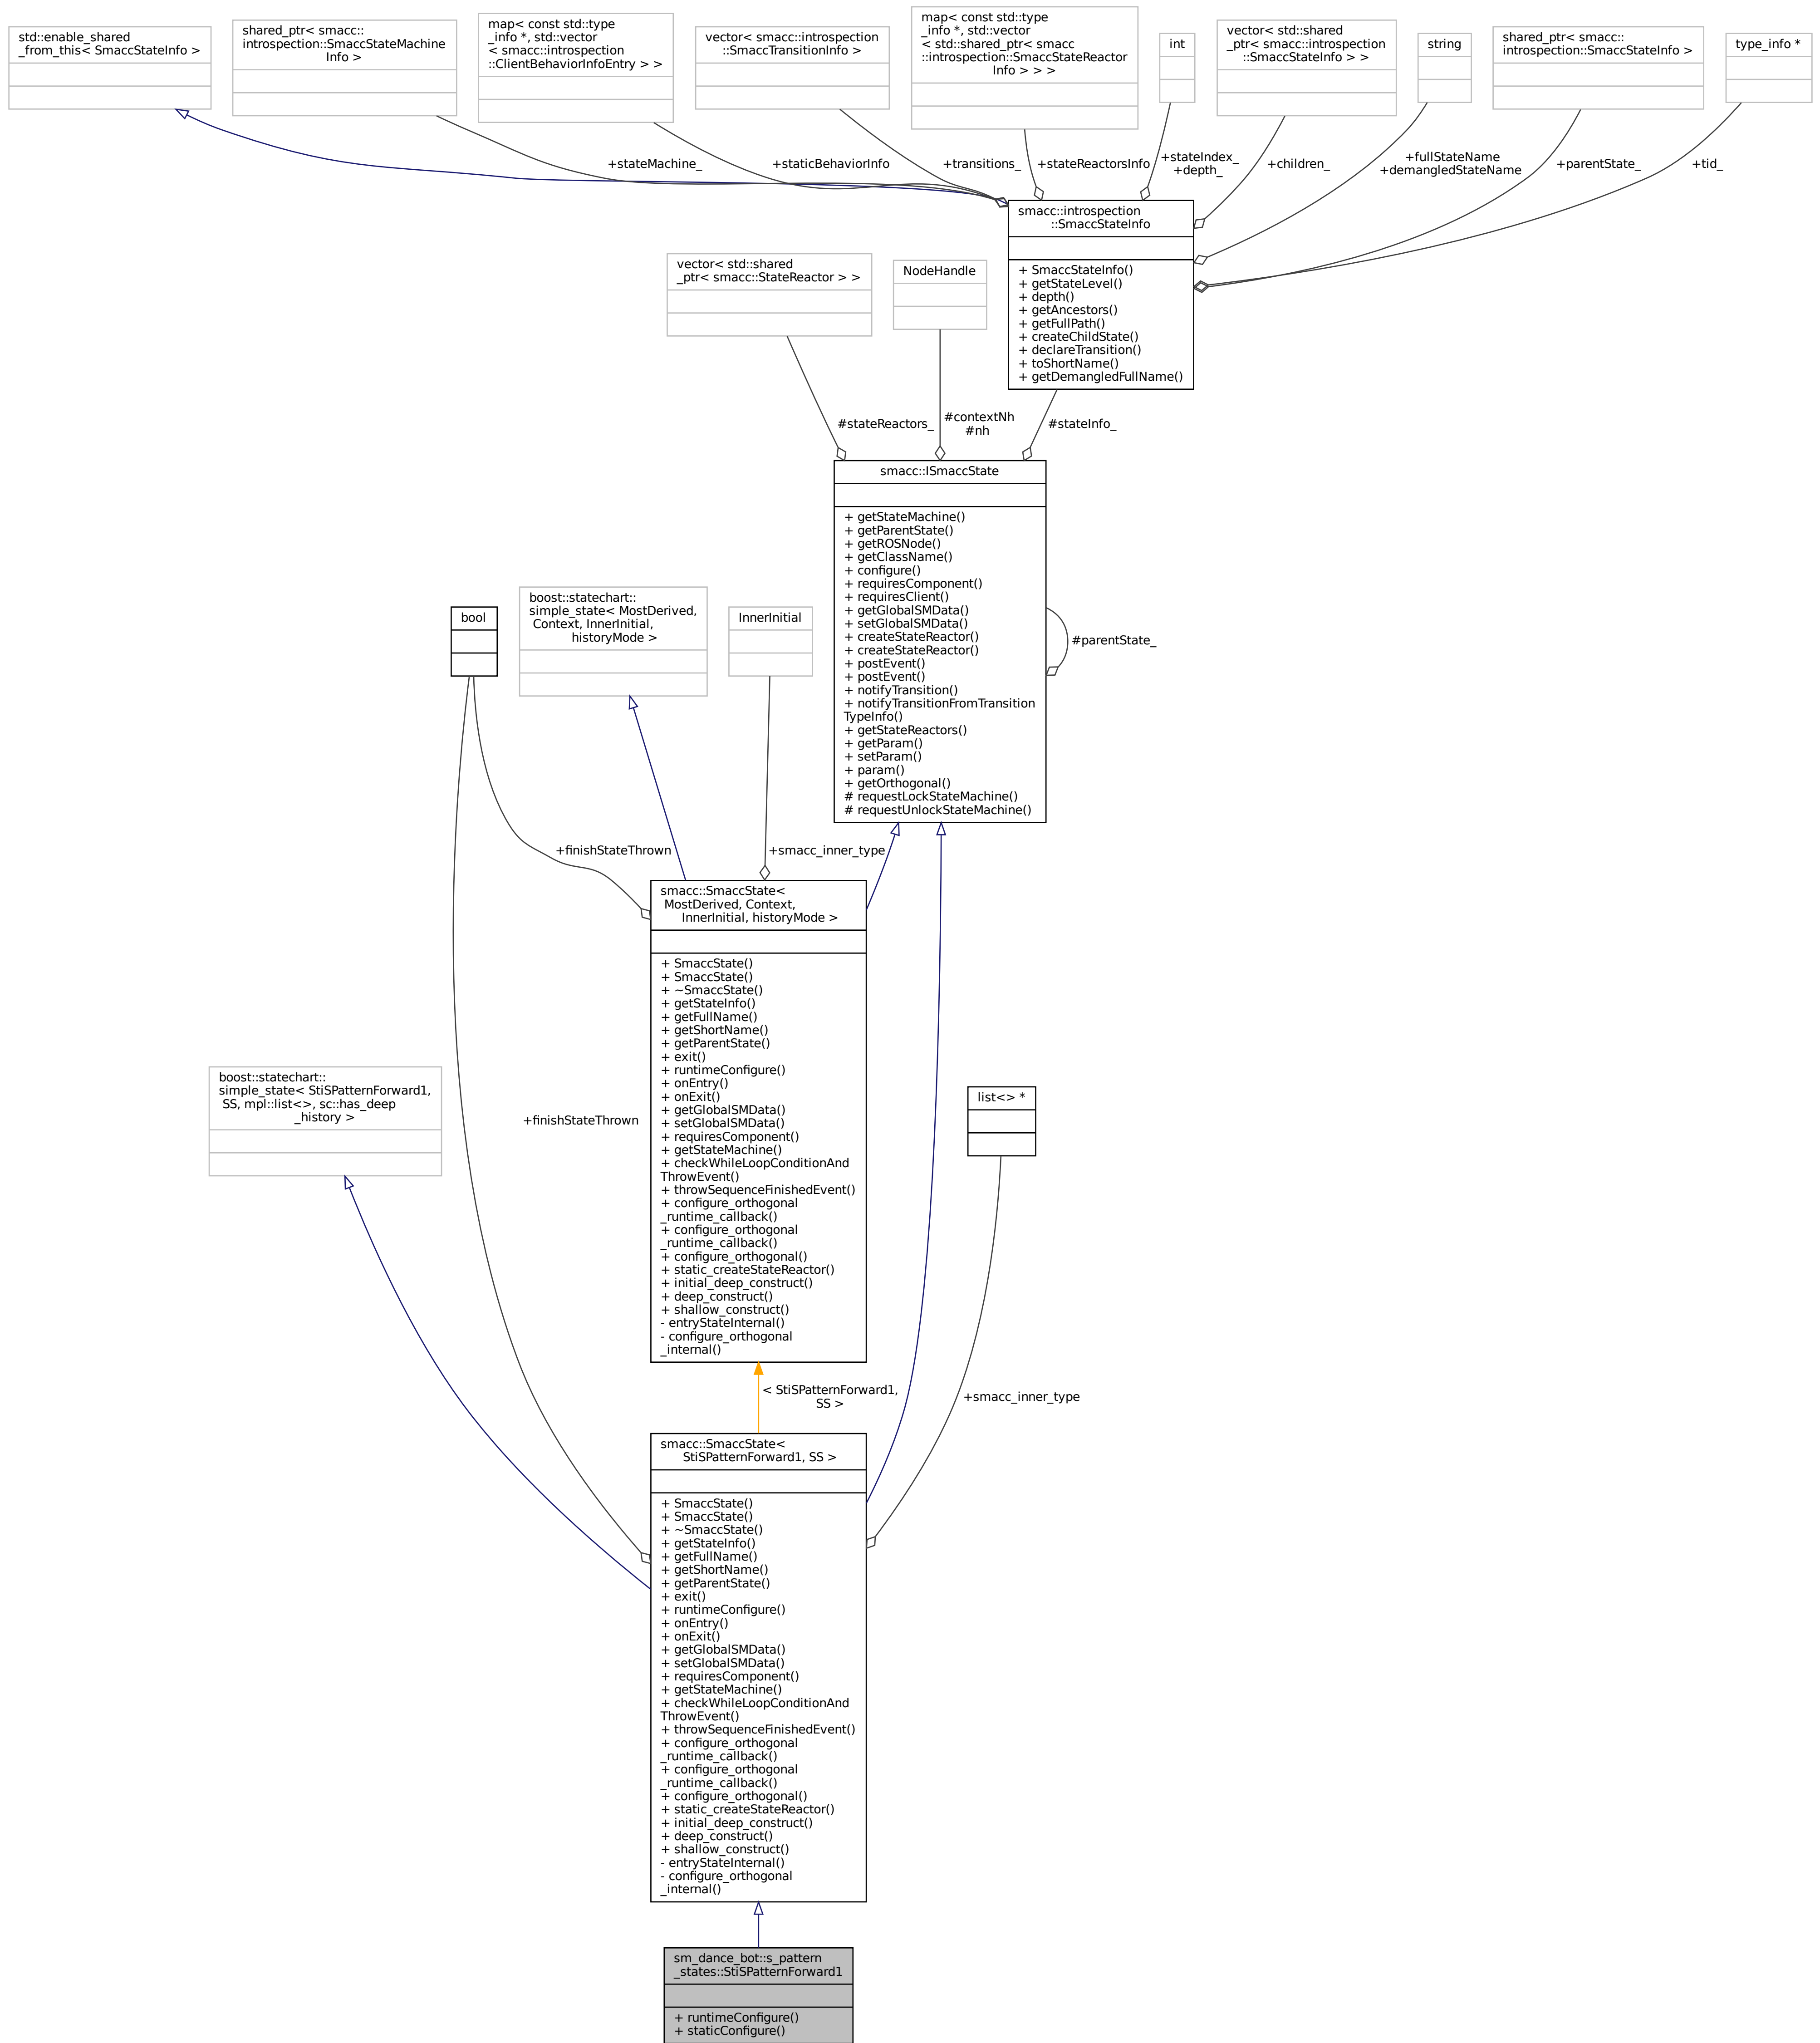 std::enable_shared
_from_this< SmaccStateInfo >
shared_ptr< smacc::
introspection::SmaccStateMachine
Info >
map< const std::type
_info *, std::vector
< smacc::introspection
::ClientBehaviorInfoEntry > >
vector< smacc::introspection
::SmaccTransitionInfo >
map< const std::type
_info *, std::vector
< std::shared_ptr< smacc
::introspection::SmaccStateReactor
Info > > >
int
vector< std::shared
_ptr< smacc::introspection
::SmaccStateInfo > >
string
shared_ptr< smacc::
introspection::SmaccStateInfo >
type_info *
+stateMachine_
+staticBehaviorInfo
+transitions_
+stateReactorsInfo
+stateIndex_
+depth_
+children_
+fullStateName
+demangledStateName
+parentState_
+tid_
smacc::introspection
::SmaccStateInfo
+ SmaccStateInfo()
+ getStateLevel()
+ depth()
+ getAncestors()
+ getFullPath()
+ createChildState()
+ declareTransition()
+ toShortName()
+ getDemangledFullName()
vector< std::shared
_ptr< smacc::StateReactor > >
NodeHandle
#stateReactors_
#contextNh
#nh
#stateInfo_
smacc::ISmaccState
+ getStateMachine()
+ getParentState()
+ getROSNode()
+ getClassName()
+ configure()
+ requiresComponent()
+ requiresClient()
+ getGlobalSMData()
+ setGlobalSMData()
+ createStateReactor()
+ createStateReactor()
+ postEvent()
+ postEvent()
+ notifyTransition()
+ notifyTransitionFromTransition
TypeInfo()
+ getStateReactors()
+ getParam()
+ setParam()
+ param()
+ getOrthogonal()
# requestLockStateMachine()
# requestUnlockStateMachine()
#parentState_
bool
boost::statechart::
simple_state< MostDerived,
Context, InnerInitial,
historyMode >
InnerInitial
+finishStateThrown
+smacc_inner_type
smacc::SmaccState<
MostDerived, Context,
InnerInitial, historyMode >
+ SmaccState()
+ SmaccState()
+ ~SmaccState()
+ getStateInfo()
+ getFullName()
+ getShortName()
+ getParentState()
+ exit()
+ runtimeConfigure()
+ onEntry()
+ onExit()
+ getGlobalSMData()
+ setGlobalSMData()
+ requiresComponent()
+ getStateMachine()
+ checkWhileLoopConditionAnd
ThrowEvent()
+ throwSequenceFinishedEvent()
+ configure_orthogonal
_runtime_callback()
+ configure_orthogonal
_runtime_callback()
+ configure_orthogonal()
+ static_createStateReactor()
+ initial_deep_construct()
+ deep_construct()
+ shallow_construct()
- entryStateInternal()
- configure_orthogonal
_internal()
boost::statechart::
simple_state< StiSPatternForward1,
SS, mpl::list<>, sc::has_deep
_history >
+finishStateThrown
list<> *
< StiSPatternForward1,
SS >
+smacc_inner_type
smacc::SmaccState<
StiSPatternForward1, SS >
+ SmaccState()
+ SmaccState()
+ ~SmaccState()
+ getStateInfo()
+ getFullName()
+ getShortName()
+ getParentState()
+ exit()
+ runtimeConfigure()
+ onEntry()
+ onExit()
+ getGlobalSMData()
+ setGlobalSMData()
+ requiresComponent()
+ getStateMachine()
+ checkWhileLoopConditionAnd
ThrowEvent()
+ throwSequenceFinishedEvent()
+ configure_orthogonal
_runtime_callback()
+ configure_orthogonal
_runtime_callback()
+ configure_orthogonal()
+ static_createStateReactor()
+ initial_deep_construct()
+ deep_construct()
+ shallow_construct()
- entryStateInternal()
- configure_orthogonal
_internal()
sm_dance_bot::s_pattern
_states::StiSPatternForward1
+ runtimeConfigure()
+ staticConfigure()